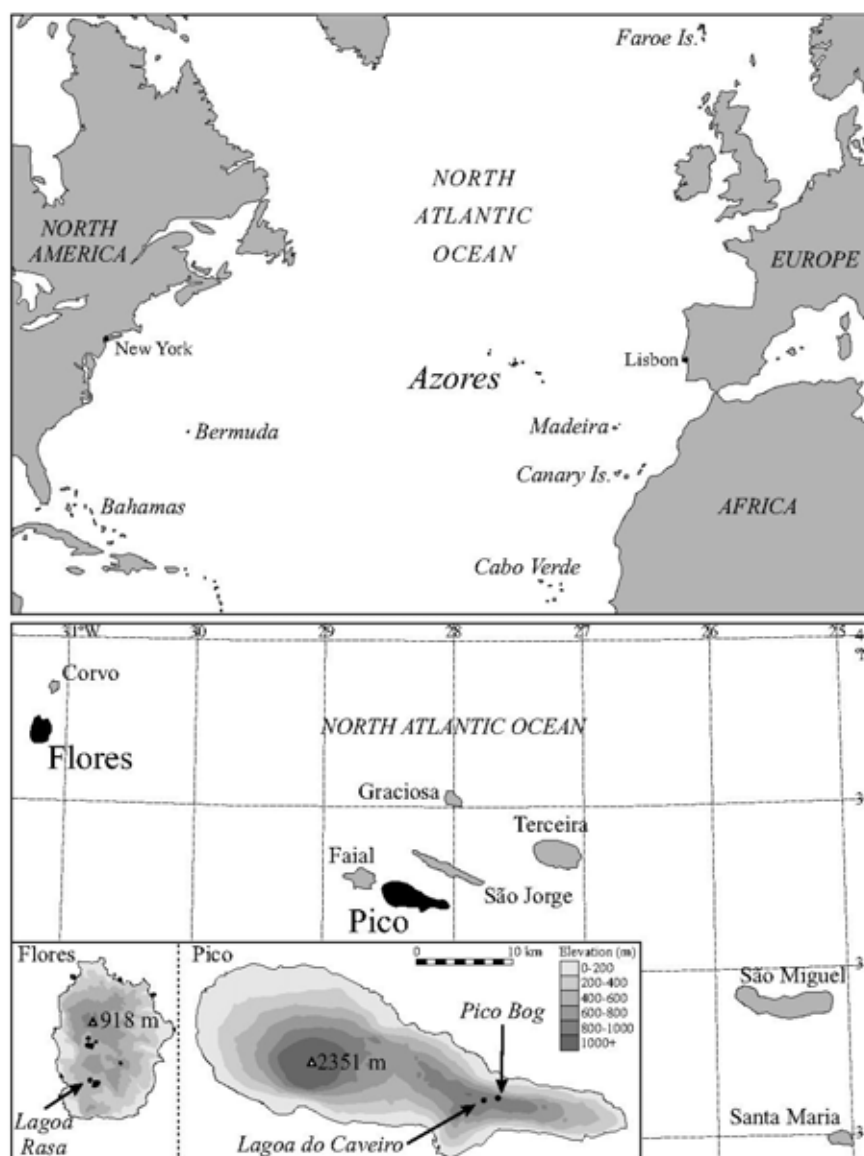 Faroe Is.
NORTH
ATLANTIC
OCEAN
NORTH
AMERICA
EUROPE
New York
Lisbon
Azores
Bermuda
Madeira
Canary Is.
Bahamas
AFRICA
Cabo Verde
31°W 30 29 28 27 26 25
Corvo
Flores
NORTH ATLANTIC OCEAN
Graciosa
Terceira
Faial
São Jorge
Pico
São Miguel
Santa Maria
Flores
918 m
Lagoa
Rasa
Pico
0 10 km
Elevation (m)
0-200
200-400
400-600
600-800
800-1000
1000+
Pico Bog
2351 m
Lagoa do Caveiro